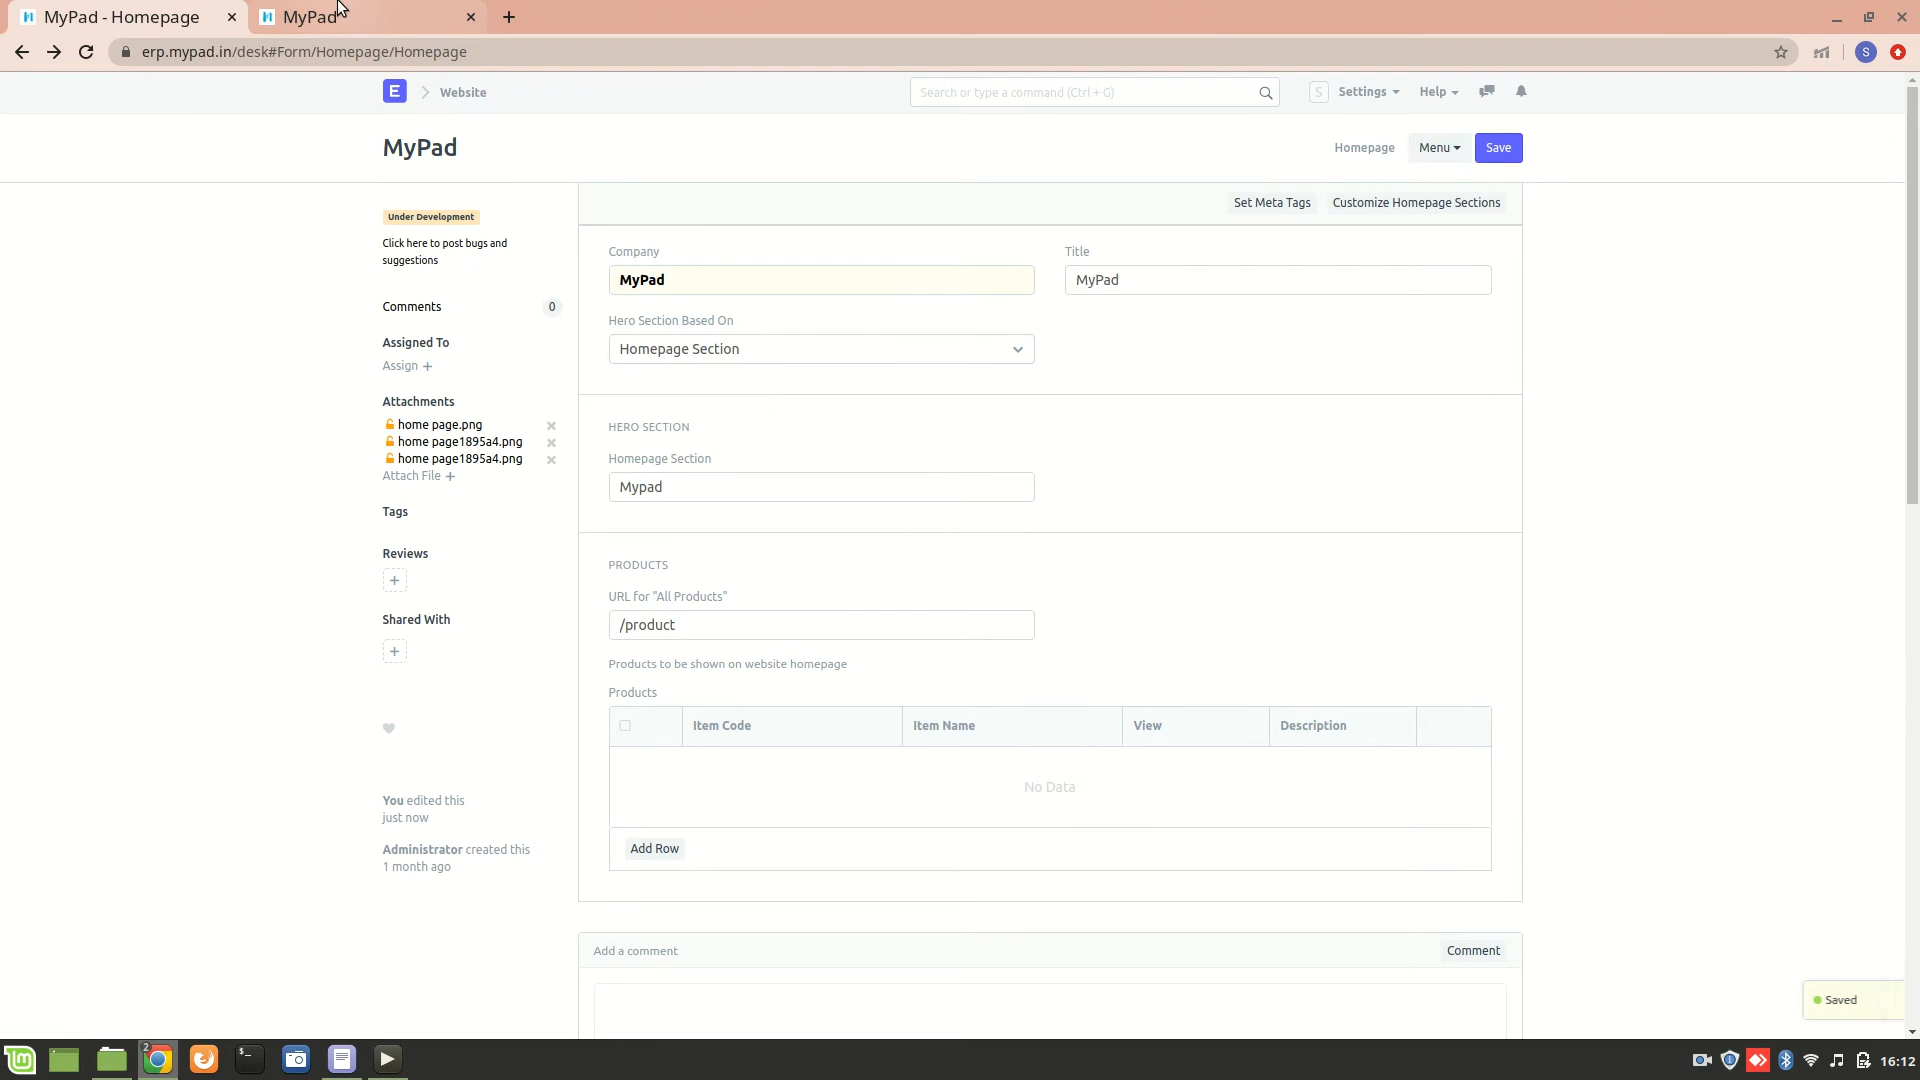 MyPad - Homepage
MyPad
erp.mypad.in/desk#Form/Homepage/Homepage
S
E
Website
Search or type a command (Ctrl + G)
S
Settings
Help
MyPad
Homepage
Menu
Save
Set Meta Tags
Customize Homepage Sections
Under Development
Click here to post bugs and
suggestions
Comments
0
Assigned To
Assign +
Attachments
home page.png
home page1895a4.png
home page1895a4.png
Attach File +
Tags
Reviews
+
Shared With
+
You edited this
just now
Administrator created this
1 month ago
Company
MyPad
Title
MyPad
Hero Section Based On
Homepage Section
HERO SECTION
Homepage Section
Mypad
PRODUCTS
URL for "All Products"
/product
Products to be shown on website homepage
Products
Item Code
Item Name
View
Description
No Data
Add Row
Add a comment
Comment
Saved
2
16:12